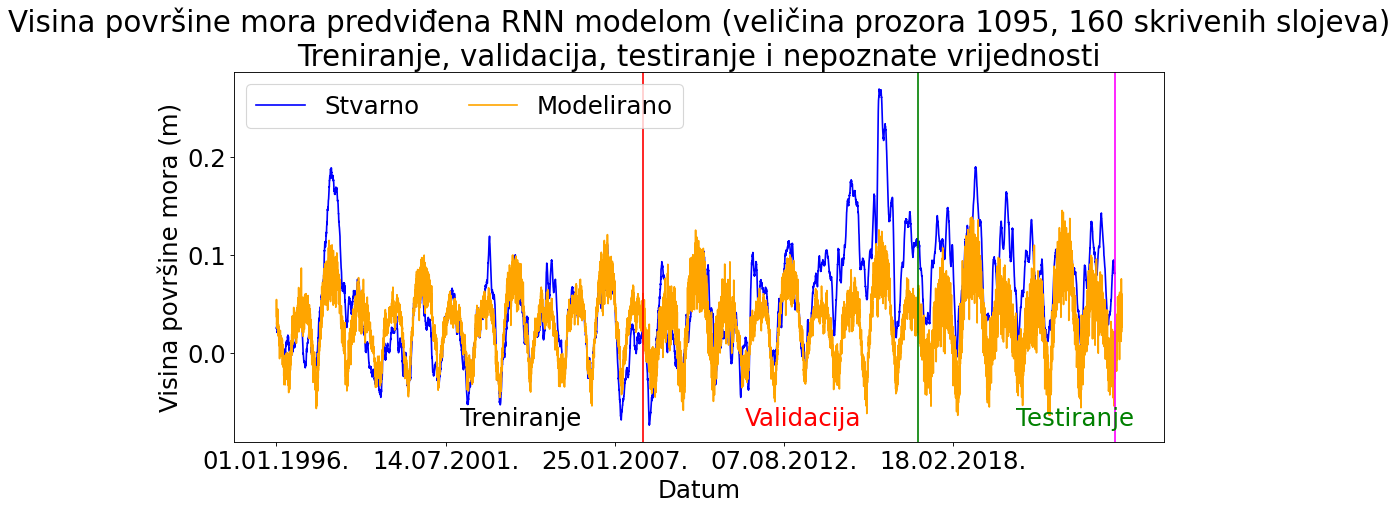 Visina površine mora predviđena RNN modelom (veličina prozora 1095, 160 skrivenih slojeva)
Treniranje, validacija, testiranje i nepoznate vrijednosti
Stvarno
Modelirano
Visina površine mora (m)
0.2
0.1
0.0
Treniranje
Validacija
Testiranje
01.01.1996.
14.07.2001.
25.01.2007.
07.08.2012.
18.02.2018.
Datum